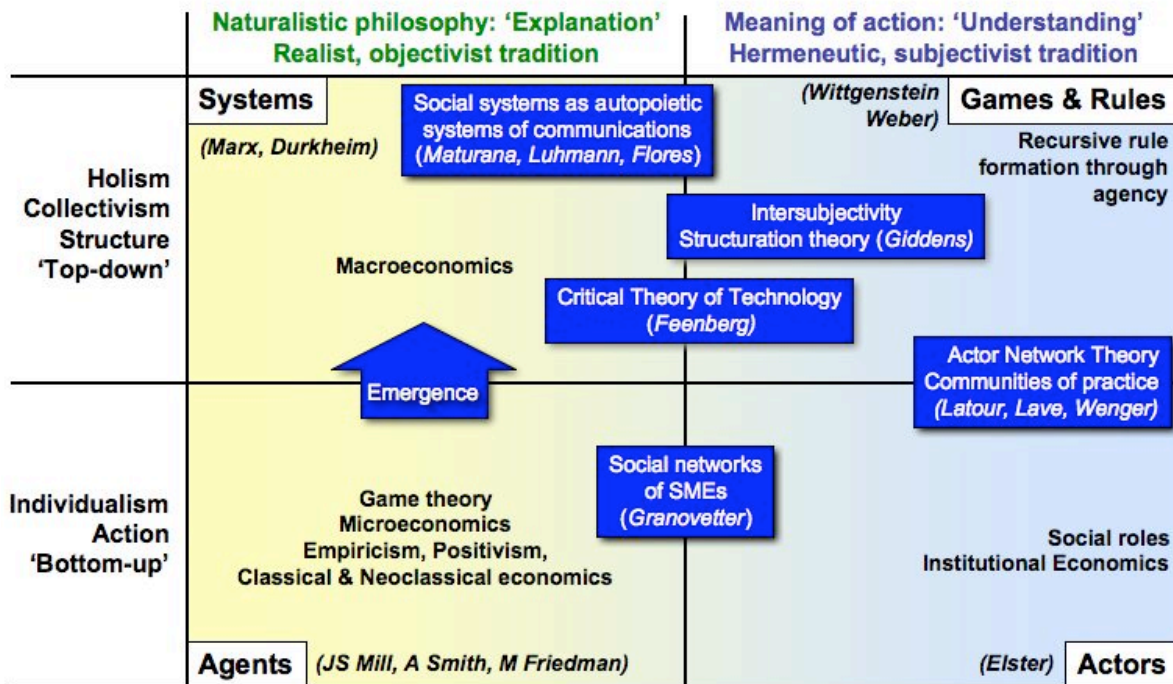 Naturalistic philosophy: ‘Explanation’
Realist, objectivist tradition
Meaning of action: ‘Understanding’
Hermeneutic, subjectivist tradition
Holism
Collectivism
Structure
‘Top-down’
Systems
(Marx, Durkheim)
Social systems as autopoietic
systems of communications
(Maturana, Luhmann, Flores)
Macroeconomics
(Wittgenstein
Weber)
Games & Rules
Recursive rule
formation through
agency
Intersubjectivity
Structuration theory (Giddens)
Critical Theory of Technology
(Feenberg)
Emergence
Actor Network Theory
Communities of practice
(Latour, Lave, Wenger)
Individualism
Action
‘Bottom-up’
Game theory
Microeconomics
Empiricism, Positivism,
Classical & Neoclassical economics
Social networks
of SMEs
(Granovetter)
Social roles
Institutional Economics
Agents
(JS Mill, A Smith, M Friedman)
(Elster)
Actors